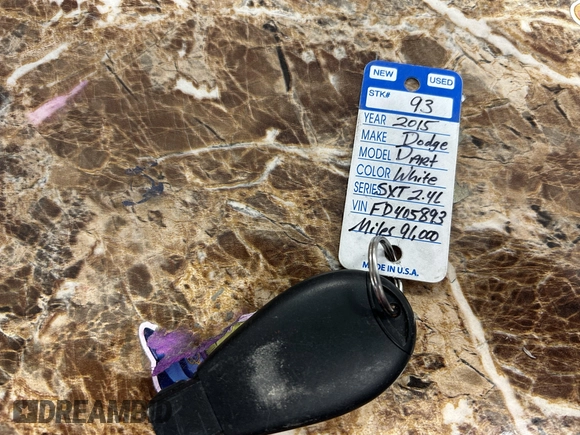 NEW USED
STK# 93
YEAR 2015
MAKE Dodge
MODEL DART
COLOR White
SERIES SXT 2.4L
VIN FD405893
Miles 91,000
MADE IN U.S.A.
DREAMBID